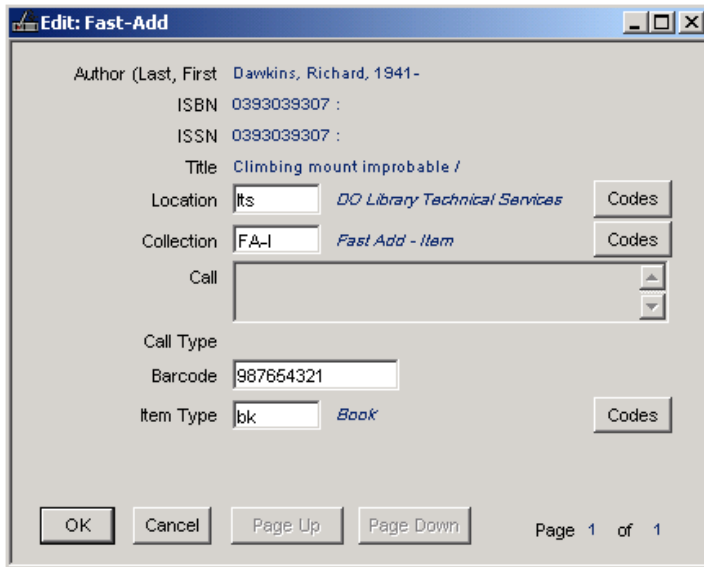 Edit: Fast-Add
Author (Last, First Dawkins, Richard, 1941-
ISBN 0393039307 :
ISSN 0393039307 :
Title Climbing mount improbable /
Location lts DO Library Technical Services Codes
Collection FA-I Fast Add - Item Codes
Call
Call Type
Barcode 987654321
Item Type bk Book Codes
OK Cancel Page Up Page Down Page 1 of 1